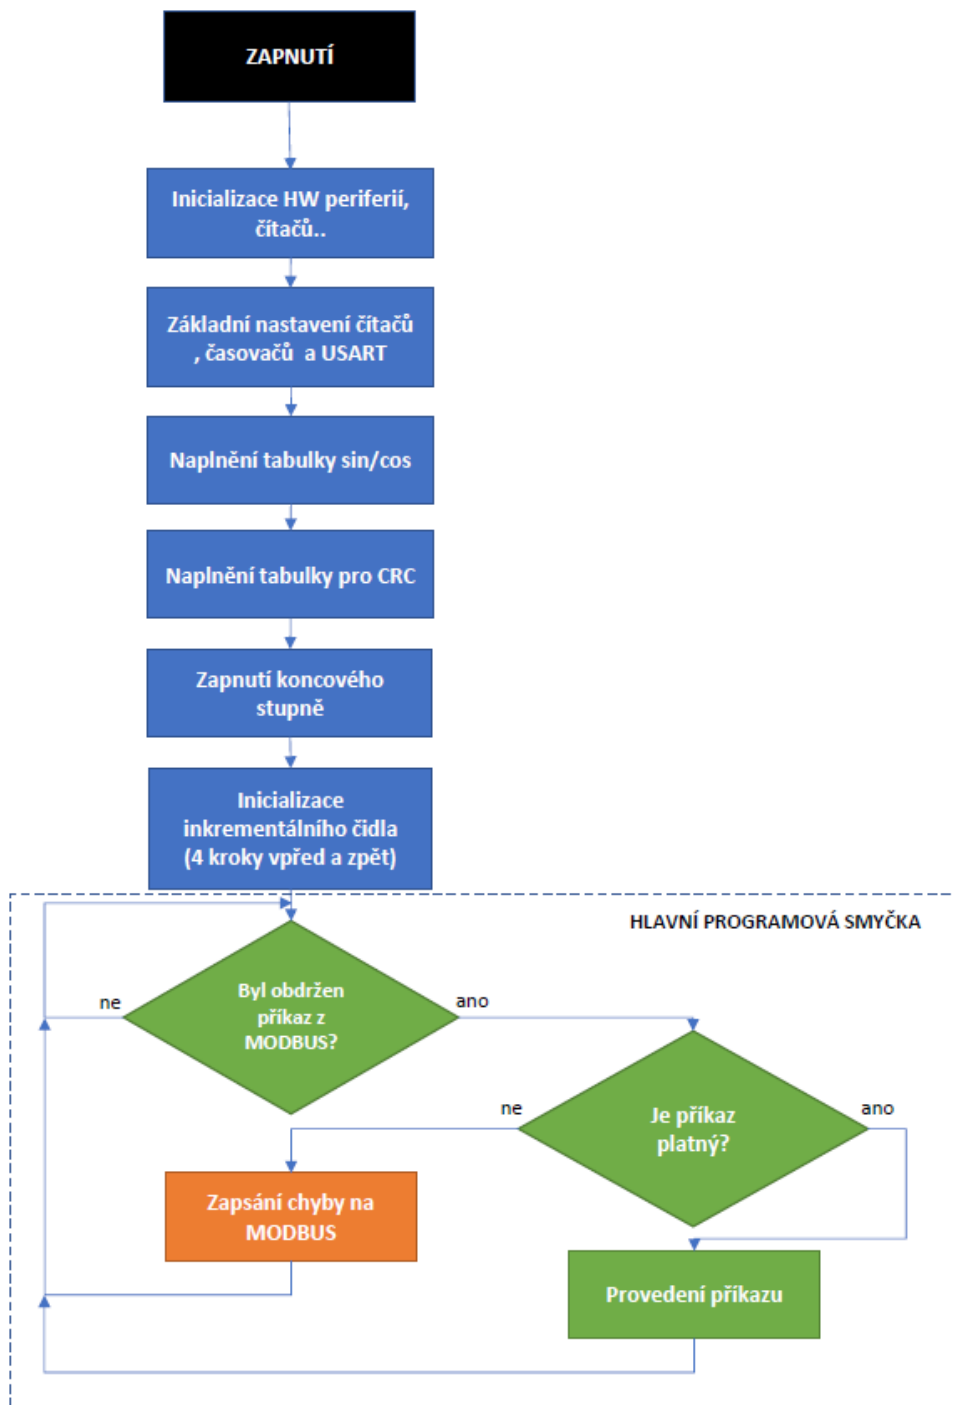 ZAPNUTÍ
Inicializace HW periferií,
čítačů..
Základní nastavení čítačů
, časovačů a USART
Naplnění tabulky sin/cos
Naplnění tabulky pro CRC
Zapnutí koncového
stupně
Inicializace
inkrementálního čidla
(4 kroky vpřed a zpět)
HLAVNÍ PROGRAMOVÁ SMYČKA
Byl obdržen
příkaz z
MODBUS?
ne
ano
Je příkaz
platný?
ne
ano
Zapsání chyby na
MODBUS
Provedení příkazu